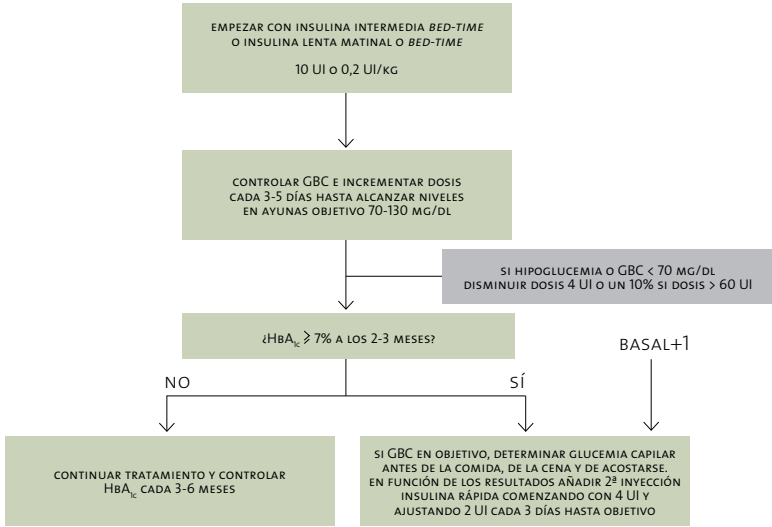 EMPEZAR CON INSULINA INTERMEDIA BED-TIME
O INSULINA LENTA MATINAL O BED-TIME
10 UI O 0,2 UI/KG
CONTROLAR GBC E INCREMENTAR DOSIS
CADA 3-5 DÍAS HASTA ALCANZAR NIVELES
EN AYUNAS OBJETIVO 70-130 MG/DL
SI HIPOGLUCEMIA O GBC < 70 MG/DL
DISMINUIR DOSIS 4 UI O UN 10% SI DOSIS > 60 UI
¿HBA1c ⩾ 7% A LOS 2-3 MESES?
BASAL+1
NO
SÍ
CONTINUAR TRATAMIENTO Y CONTROLAR
HBA1c CADA 3-6 MESES
SI GBC EN OBJETIVO, DETERMINAR GLUCEMIA CAPILAR
ANTES DE LA COMIDA, DE LA CENA Y DE ACOSTARSE.
EN FUNCIÓN DE LOS RESULTADOS AÑADIR 2ª INYECCIÓN
INSULINA RÁPIDA COMENZANDO CON 4 UI Y
AJUSTANDO 2 UI CADA 3 DÍAS HASTA OBJETIVO